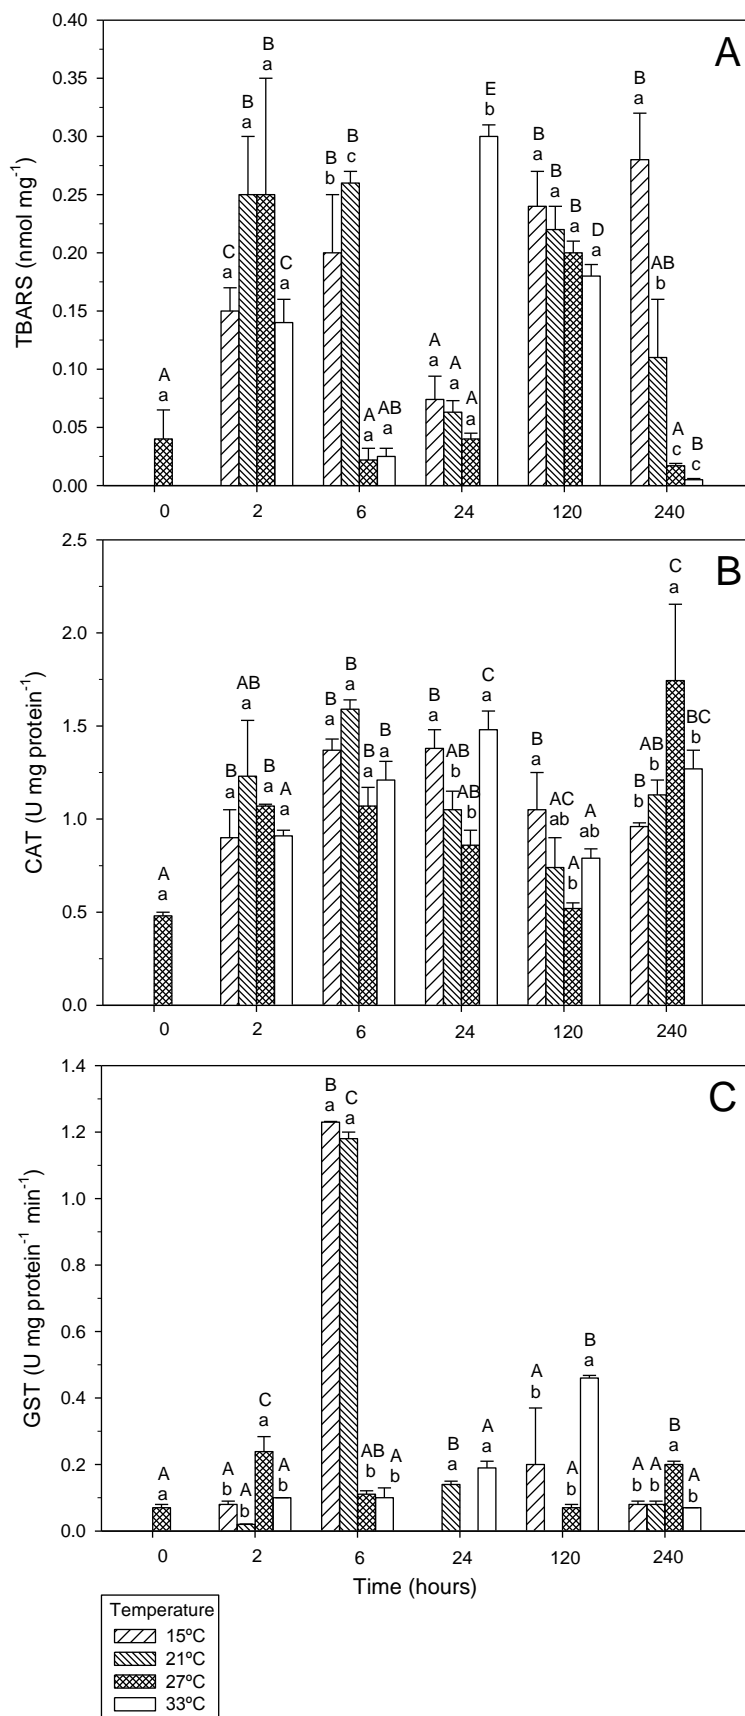 A
TBARS (nmol mg⁻¹)
0.40
0.35
0.30
0.25
0.20
0.15
0.10
0.05
0.00
A
a
C
a
B
a
B
a
C
a
B
b
B
c
A
a
AB
a
A
a
A
a
A
a
E
b
B
a
B
a
B
a
D
a
B
a
AB
b
A
c
B
c
0 2 6 24 120 240
B
CAT (U mg protein⁻¹)
2.5
2.0
1.5
1.0
0.5
0.0
A
a
B
a
AB
a
B
a
A
a
B
a
B
a
B
a
B
a
B
a
AB
b
AB
b
C
a
B
a
AC
ab
A
b
A
ab
B
b
AB
b
C
a
BC
b
0 2 6 24 120 240
C
GST (U mg protein⁻¹ min⁻¹)
1.4
1.2
1.0
0.8
0.6
0.4
0.2
0.0
A
a
A
b
A
b
C
a
A
b
B
a
C
a
AB
b
A
b
B
a
A
a
A
b
A
b
B
a
A
b
A
b
B
a
A
b
0 2 6 24 120 240
Time (hours)
Temperature
15ºC
21ºC
27ºC
33ºC